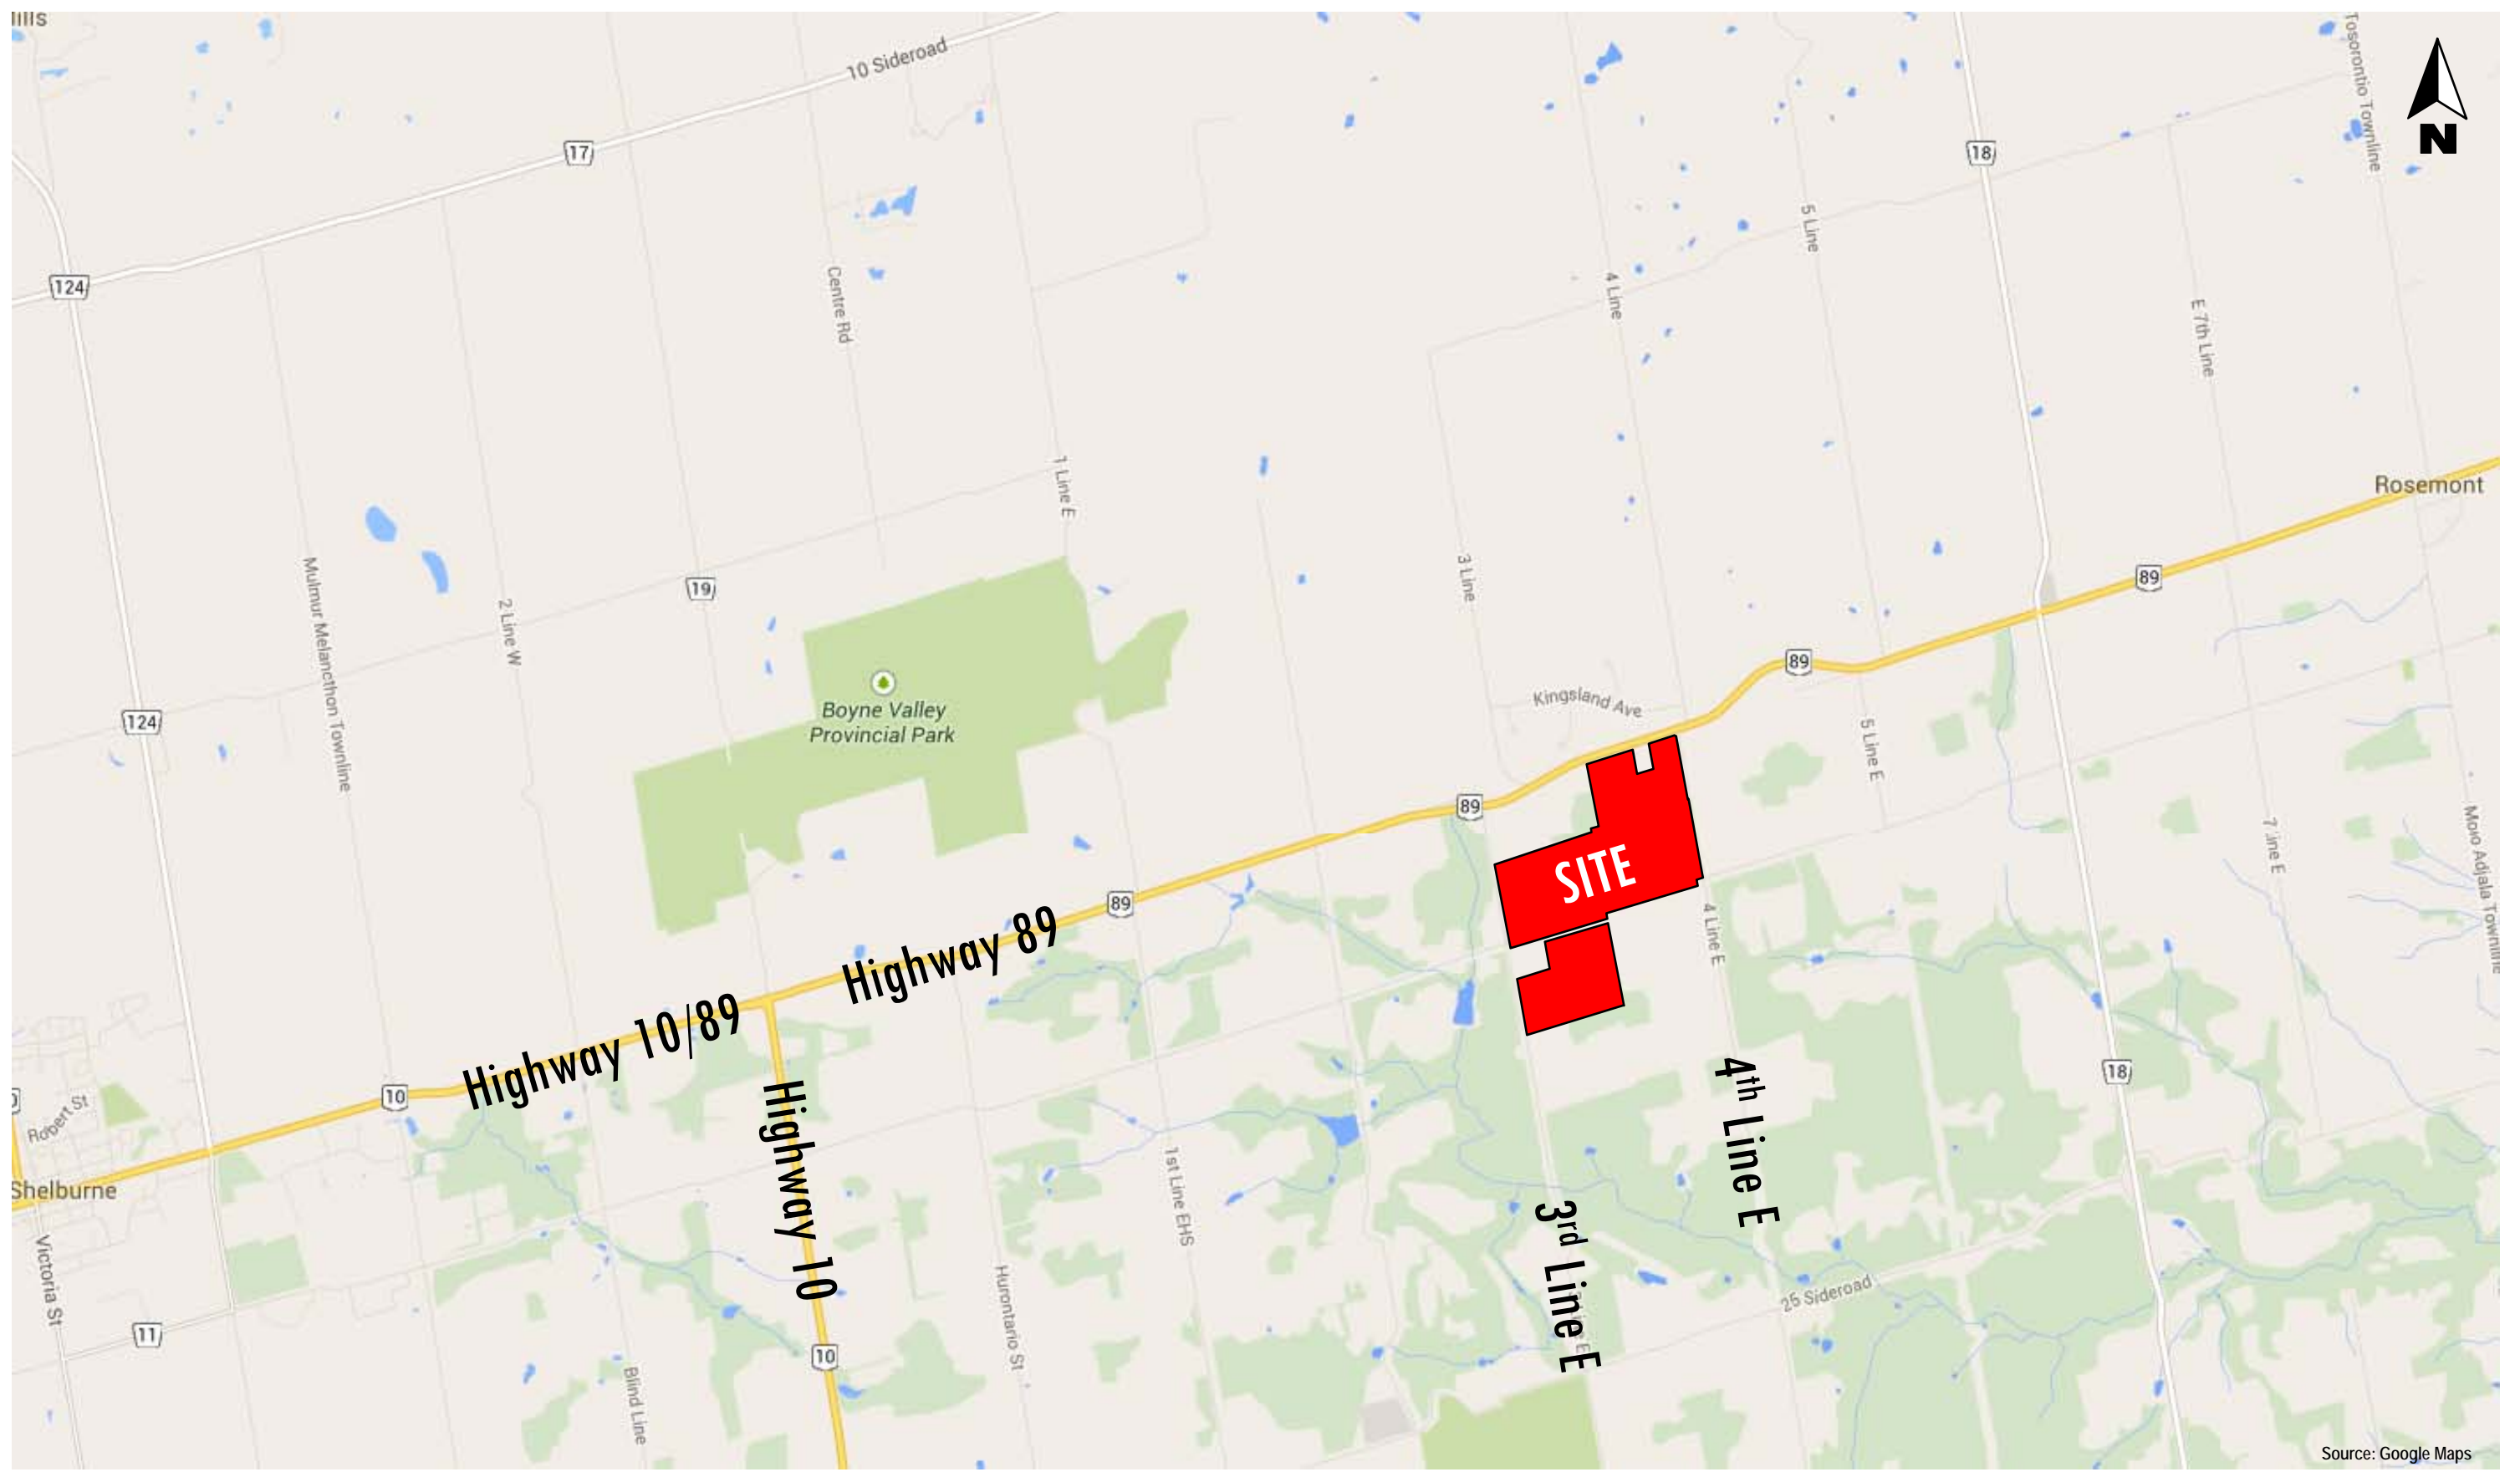 10 Sideroad
Tosorontio Townline
N
17
18
124
Centre Rd
5 Line
4 Line
E 7th Line
1 Line E
Rosemont
Mulmur Melancthon Townline
2 Line W
19
3 Line
89
124
Boyne Valley
Provincial Park
Kingsland Ave
89
5 Line E
89
SITE
7 Line E
89
Highway 89
4 Line E
Highway 10/89
10
Highway 10
Robert St
Shelburne
4th Line E
18
1st Line EHS
3rd Line E
Victoria St
Hurontario St
25 Sideroad
11
10
Blind Line
Source: Google Maps